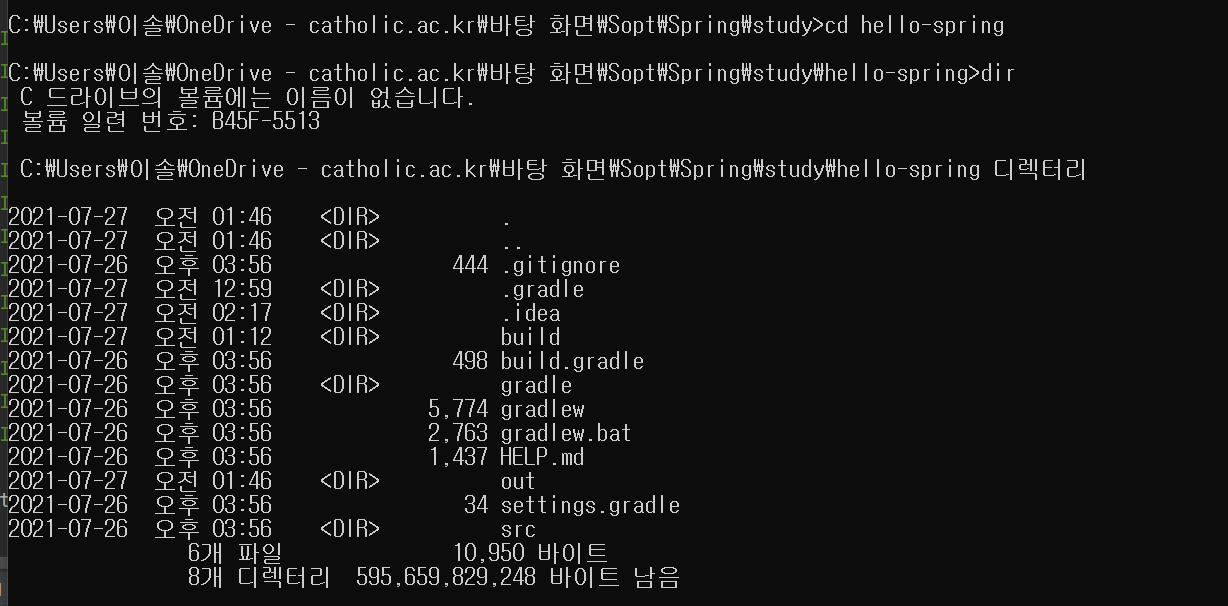 C:\Users\이솔\OneDrive - catholic.ac.kr\바탕 화면\Sopt\Spring\study>cd hello-spring
C:\Users\이솔\OneDrive - catholic.ac.kr\바탕 화면\Sopt\Spring\study\hello-spring>dir
C 드라이브의 볼륨에는 이름이 없습니다.
볼륨 일련 번호: B45F-5513
C:\Users\이솔\OneDrive - catholic.ac.kr\바탕 화면\Sopt\Spring\study\hello-spring 디렉터리
2021-07-27 오전 01:46 <DIR> .
2021-07-27 오전 01:46 <DIR> ..
2021-07-26 오후 03:56 444 .gitignore
2021-07-27 오전 12:59 <DIR> .gradle
2021-07-27 오전 02:17 <DIR> .idea
2021-07-27 오전 01:12 <DIR> build
2021-07-26 오후 03:56 498 build.gradle
2021-07-26 오후 03:56 <DIR> gradle
2021-07-26 오후 03:56 5,774 gradlew
2021-07-26 오후 03:56 2,763 gradlew.bat
2021-07-26 오후 03:56 1,437 HELP.md
2021-07-27 오전 01:46 <DIR> out
2021-07-26 오후 03:56 34 settings.gradle
2021-07-26 오후 03:56 <DIR> src
6개 파일 10,950 바이트
8개 디렉터리 595,659,829,248 바이트 남음